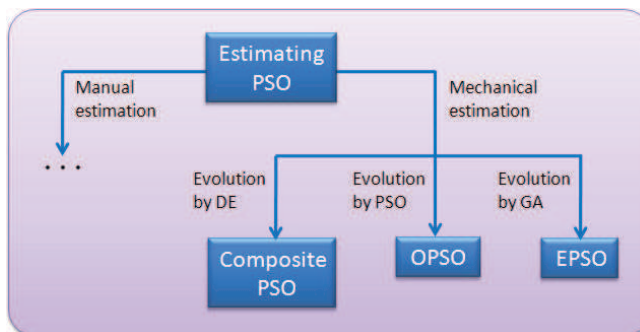 Estimating
PSO
Manual
estimation
Mechanical
estimation
. . .
Evolution
by DE
Evolution
by PSO
Evolution
by GA
Composite
PSO
OPSO
EPSO